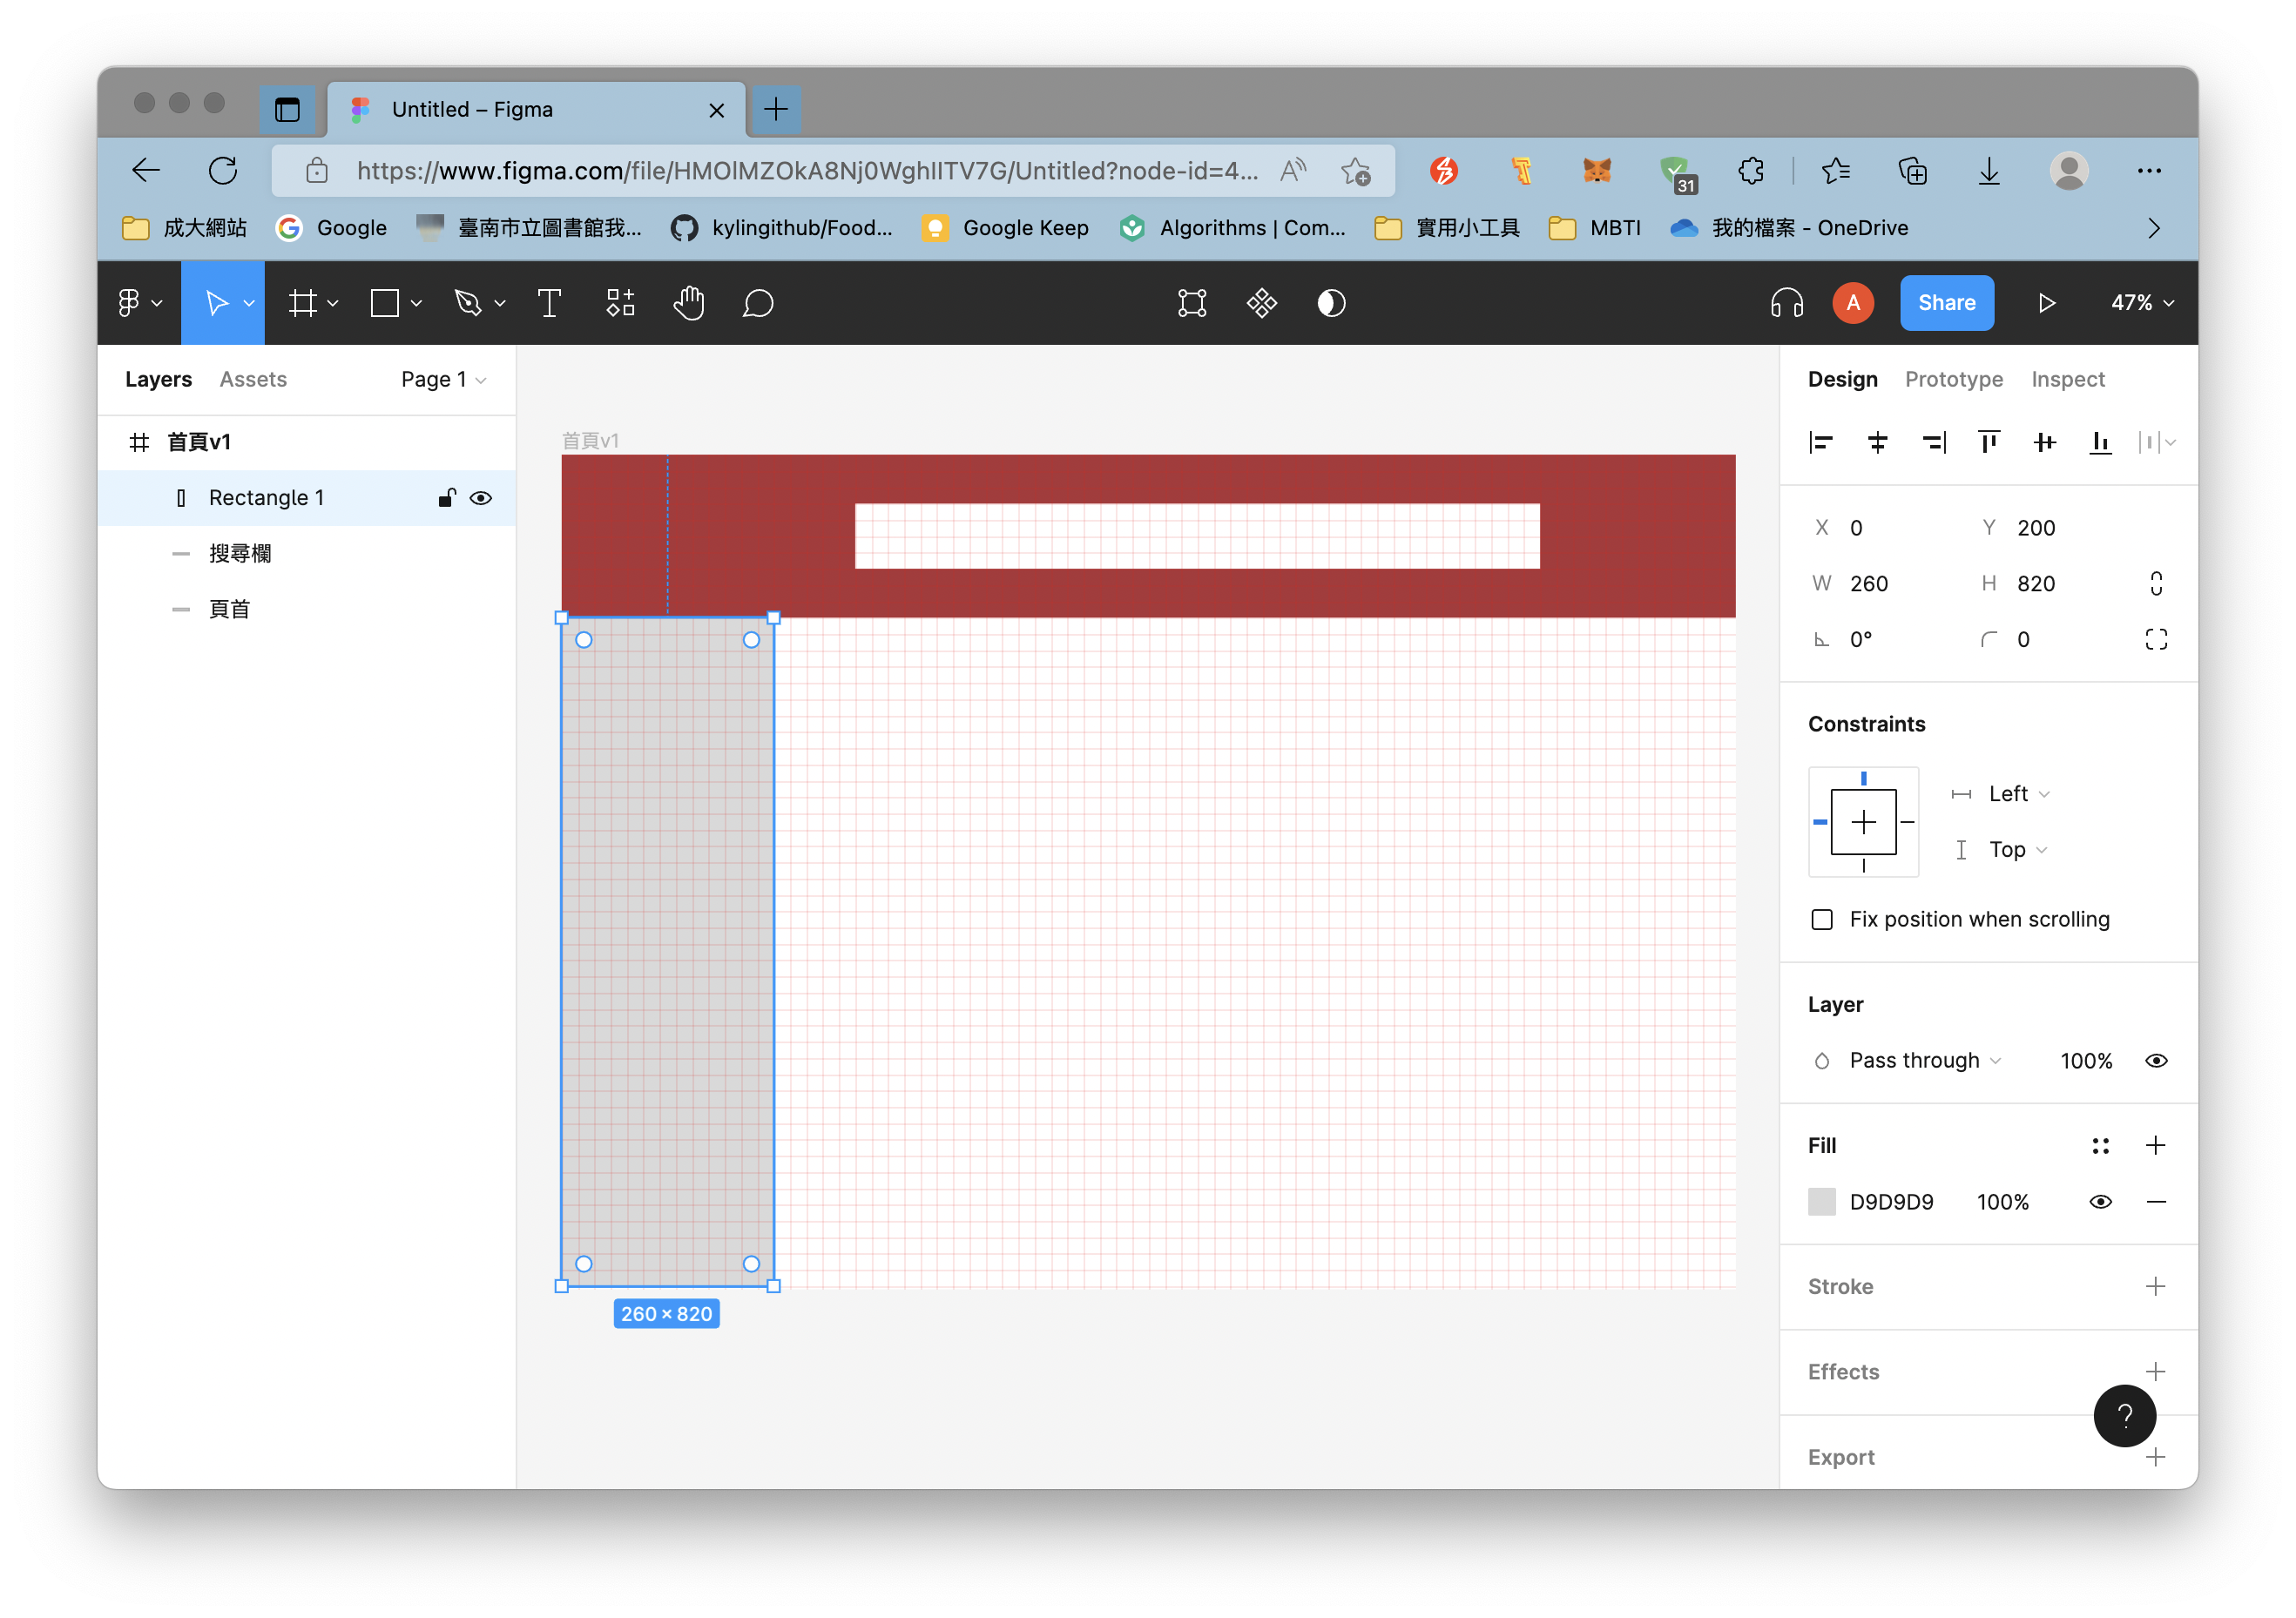 Untitled – Figma
https://www.figma.com/file/HMOlMZOkA8Nj0WghIITV7G/Untitled?node-id=4...
31
成大網站 Google 臺南市立圖書館我... kylingithub/Food... Google Keep Algorithms | Com... 實用小工具 MBTI 我的檔案 - OneDrive
A Share 47%
Layers Assets Page 1
首頁v1
Rectangle 1
搜尋欄
頁首
首頁v1
260 × 820
Design Prototype Inspect
X 0 Y 200
W 260 H 820
0° 0
Constraints
Left
Top
Fix position when scrolling
Layer
Pass through 100%
Fill
D9D9D9 100%
Stroke
Effects
?
Export